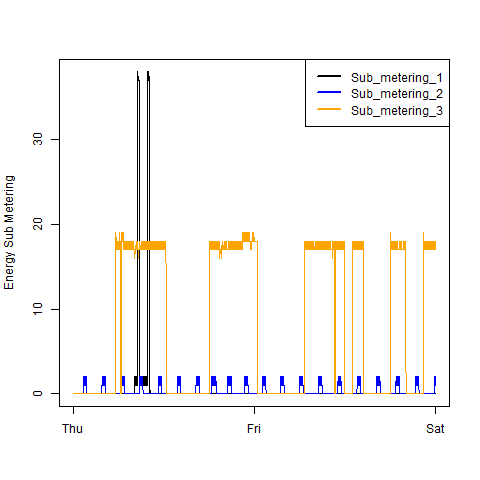 Sub_metering_1
Sub_metering_2
Sub_metering_3
Energy Sub Metering
30
20
10
0
Thu Fri Sat